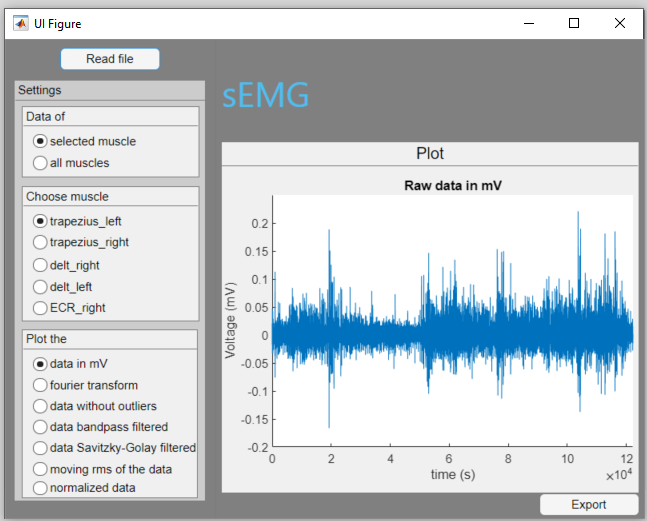 UI Figure
Read file
Settings
Data of
selected muscle
all muscles
Choose muscle
trapezius_left
trapezius_right
delt_right
delt_left
ECR_right
Plot the
data in mV
fourier transform
data without outliers
data bandpass filtered
data Savitzky-Golay filtered
moving rms of the data
normalized data
sEMG
Plot
Raw data in mV
Voltage (mV)
0.2
0.15
0.1
0.05
0
-0.05
-0.1
-0.15
-0.2
0 2 4 6 8 10 12
time (s)
×10⁴
Export